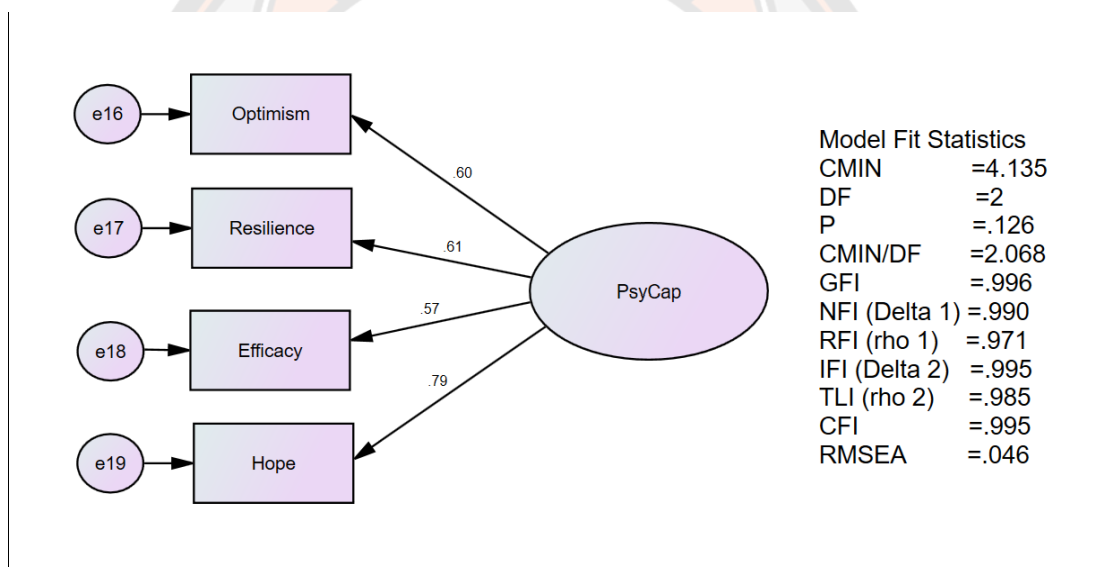 e16
Optimism
.60
e17
Resilience
.61
e18
Efficacy
.57
e19
Hope
.79
PsyCap
Model Fit Statistics
CMIN =4.135
DF =2
P =.126
CMIN/DF =2.068
GFI =.996
NFI (Delta 1) =.990
RFI (rho 1) =.971
IFI (Delta 2) =.995
TLI (rho 2) =.985
CFI =.995
RMSEA =.046